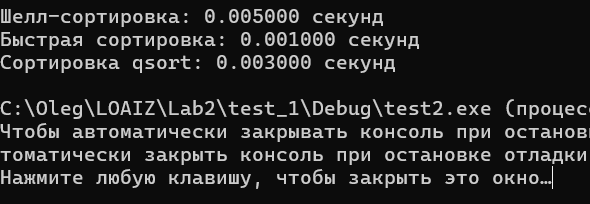 Шелл-сортировка: 0.005000 секунд
Быстрая сортировка: 0.001000 секунд
Сортировка qsort: 0.003000 секунд
C:\Oleg\LOAIZ\Lab2\test_1\Debug\test2.exe
Чтобы автоматически закрывать консоль при
томатически закрыть консоль при остановке отладки
Нажмите любую клавишу, чтобы закрыть это окно…